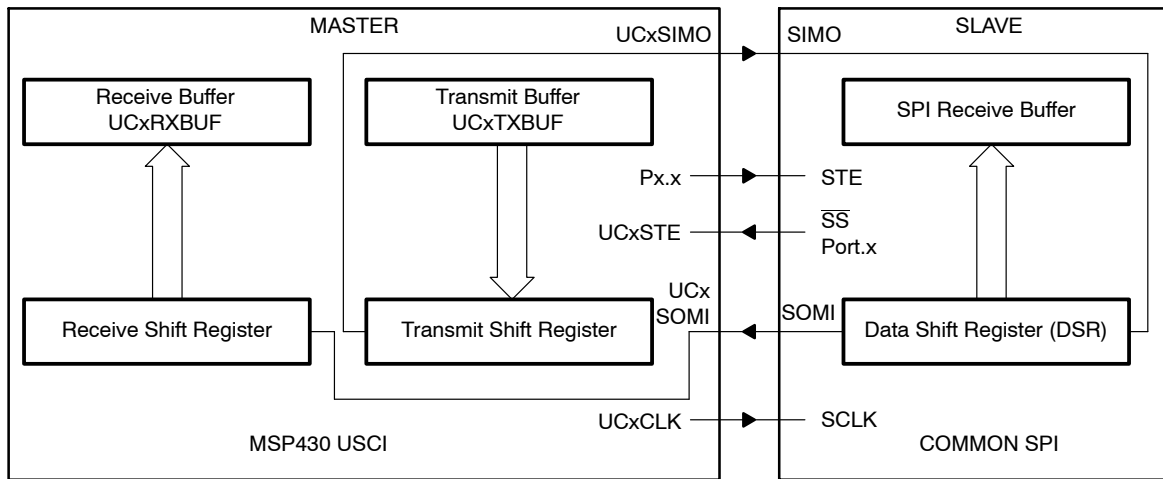 MASTER
UCxSIMO
SIMO
SLAVE
Receive Buffer
UCxRXBUF
Transmit Buffer
UCxTXBUF
SPI Receive Buffer
Px.x
STE
UCxSTE
SS
Port.x
UCx
SOMI
SOMI
Receive Shift Register
Transmit Shift Register
Data Shift Register (DSR)
UCxCLK
SCLK
MSP430 USCI
COMMON SPI